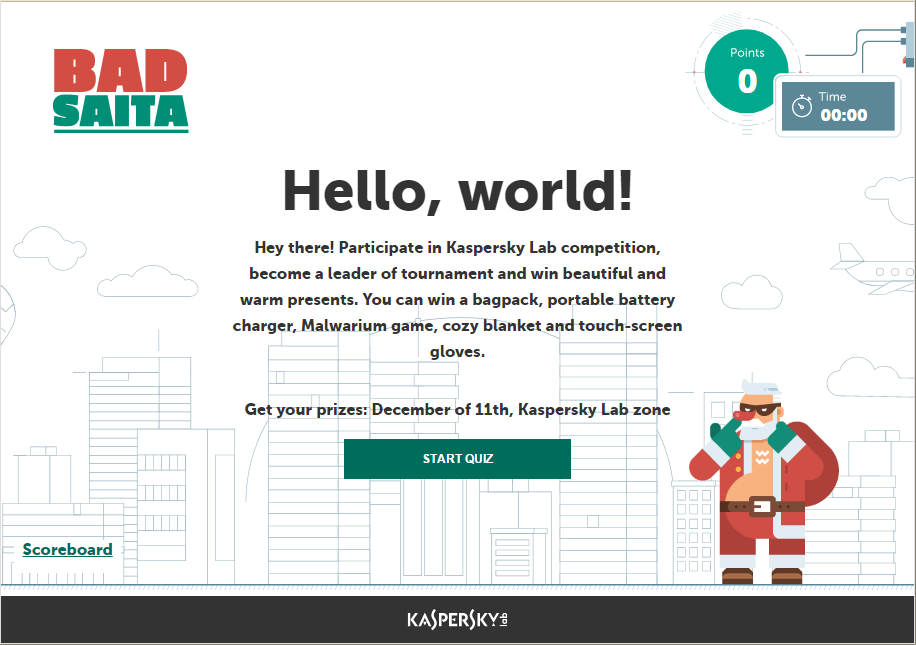 BAD
SAITA
Points
0
Time
00:00
Hello, world!
Hey there! Participate in Kaspersky Lab competition,
become a leader of tournament and win beautiful and
warm presents. You can win a bagpack, portable battery
charger, Malwarium game, cozy blanket and touch-screen
gloves.
Get your prizes: December of 11th, Kaspersky Lab zone
START QUIZ
Scoreboard
KASPERSKY lab